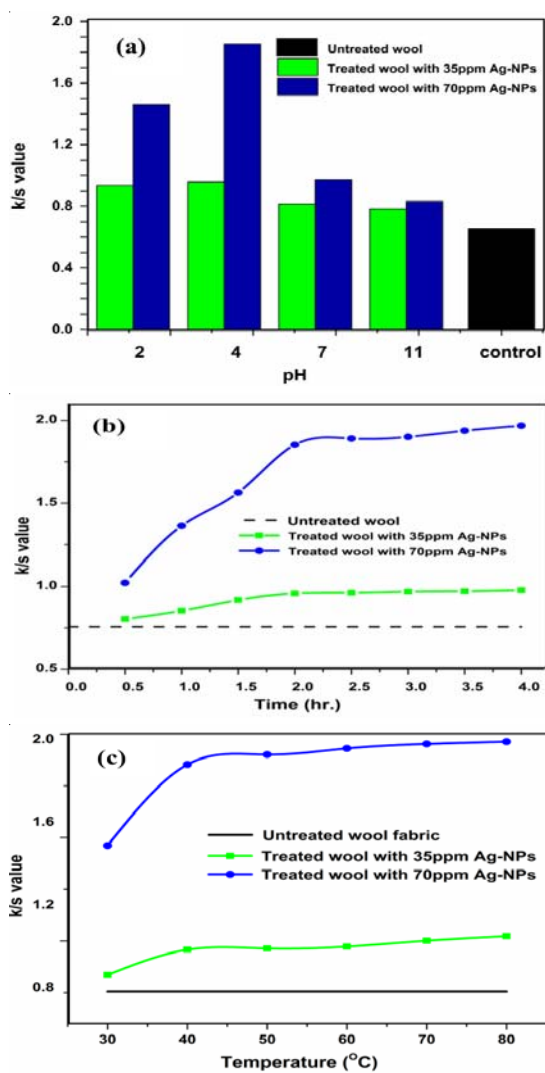 (a)
Untreated wool
Treated wool with 35ppm Ag-NPs
Treated wool with 70ppm Ag-NPs
2.0
1.6
1.2
0.8
0.4
0.0
k/s value
2 4 7 11 control
pH
(b)
2.0
1.5
1.0
0.5
k/s value
Untreated wool
Treated wool with 35ppm Ag-NPs
Treated wool with 70ppm Ag-NPs
0.0 0.5 1.0 1.5 2.0 2.5 3.0 3.5 4.0
Time (hr.)
(c)
2.0
1.6
1.2
0.8
k/s value
Untreated wool fabric
Treated wool with 35ppm Ag-NPs
Treated wool with 70ppm Ag-NPs
30 40 50 60 70 80
Temperature (°C)